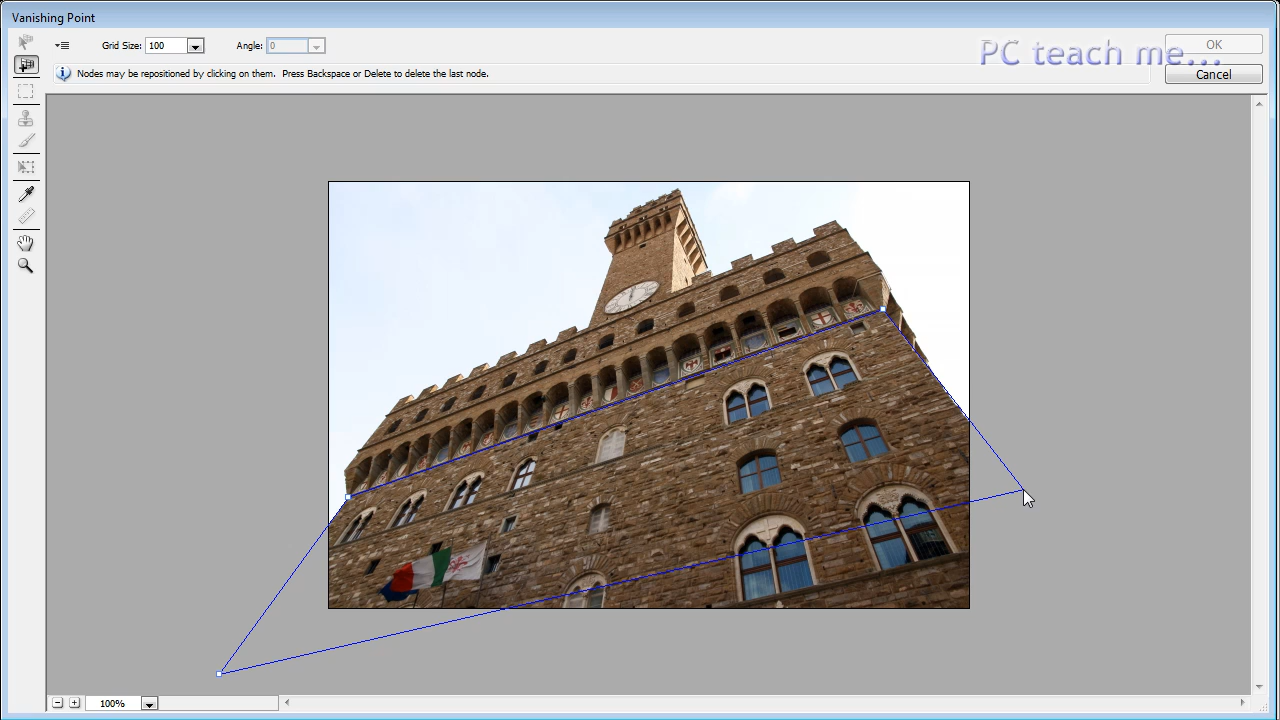 Vanishing Point
Grid Size: 100 Angle: 0
PC teach me...
OK
Nodes may be repositioned by clicking on them. Press Backspace or Delete to delete the last node.
Cancel
100%